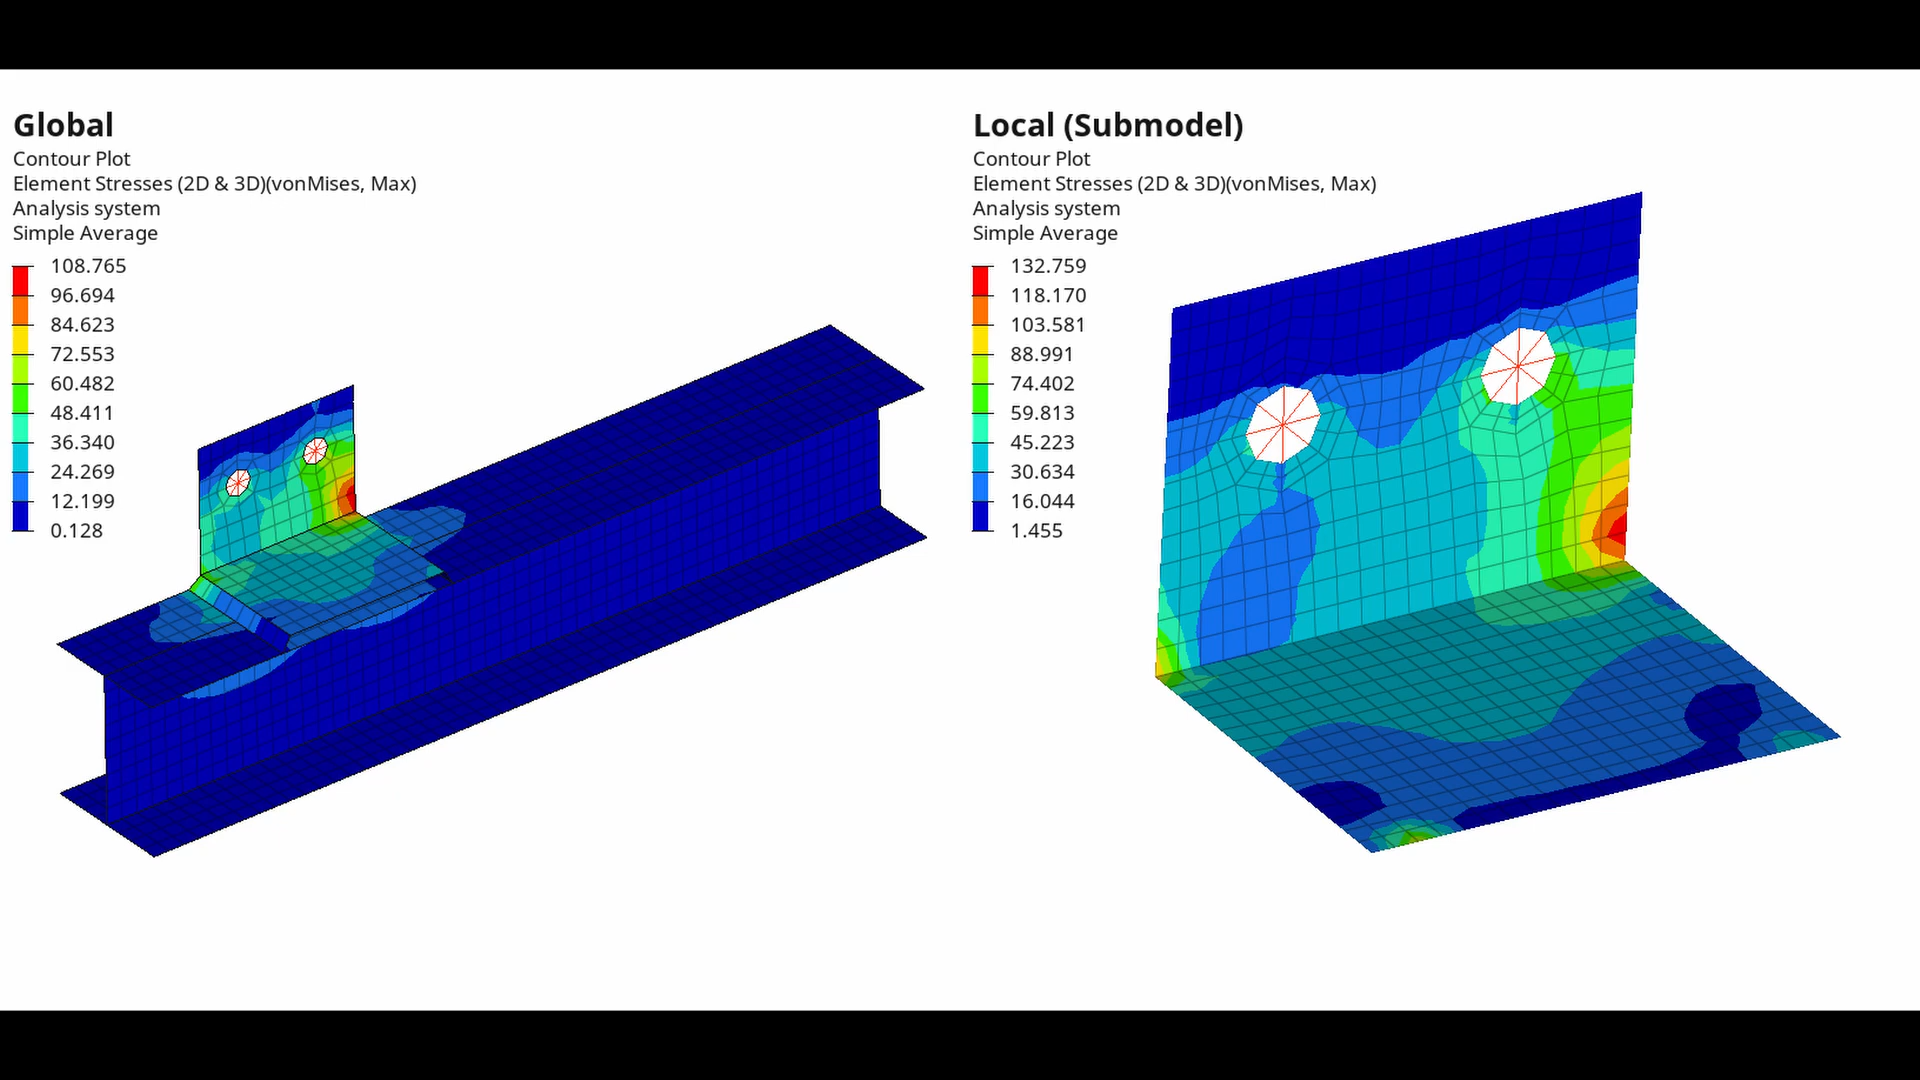 Global
Contour Plot
Element Stresses (2D & 3D)(vonMises, Max)
Analysis system
Simple Average
108.765
96.694
84.623
72.553
60.482
48.411
36.340
24.269
12.199
0.128
Local (Submodel)
Contour Plot
Element Stresses (2D & 3D)(vonMises, Max)
Analysis system
Simple Average
132.759
118.170
103.581
88.991
74.402
59.813
45.223
30.634
16.044
1.455